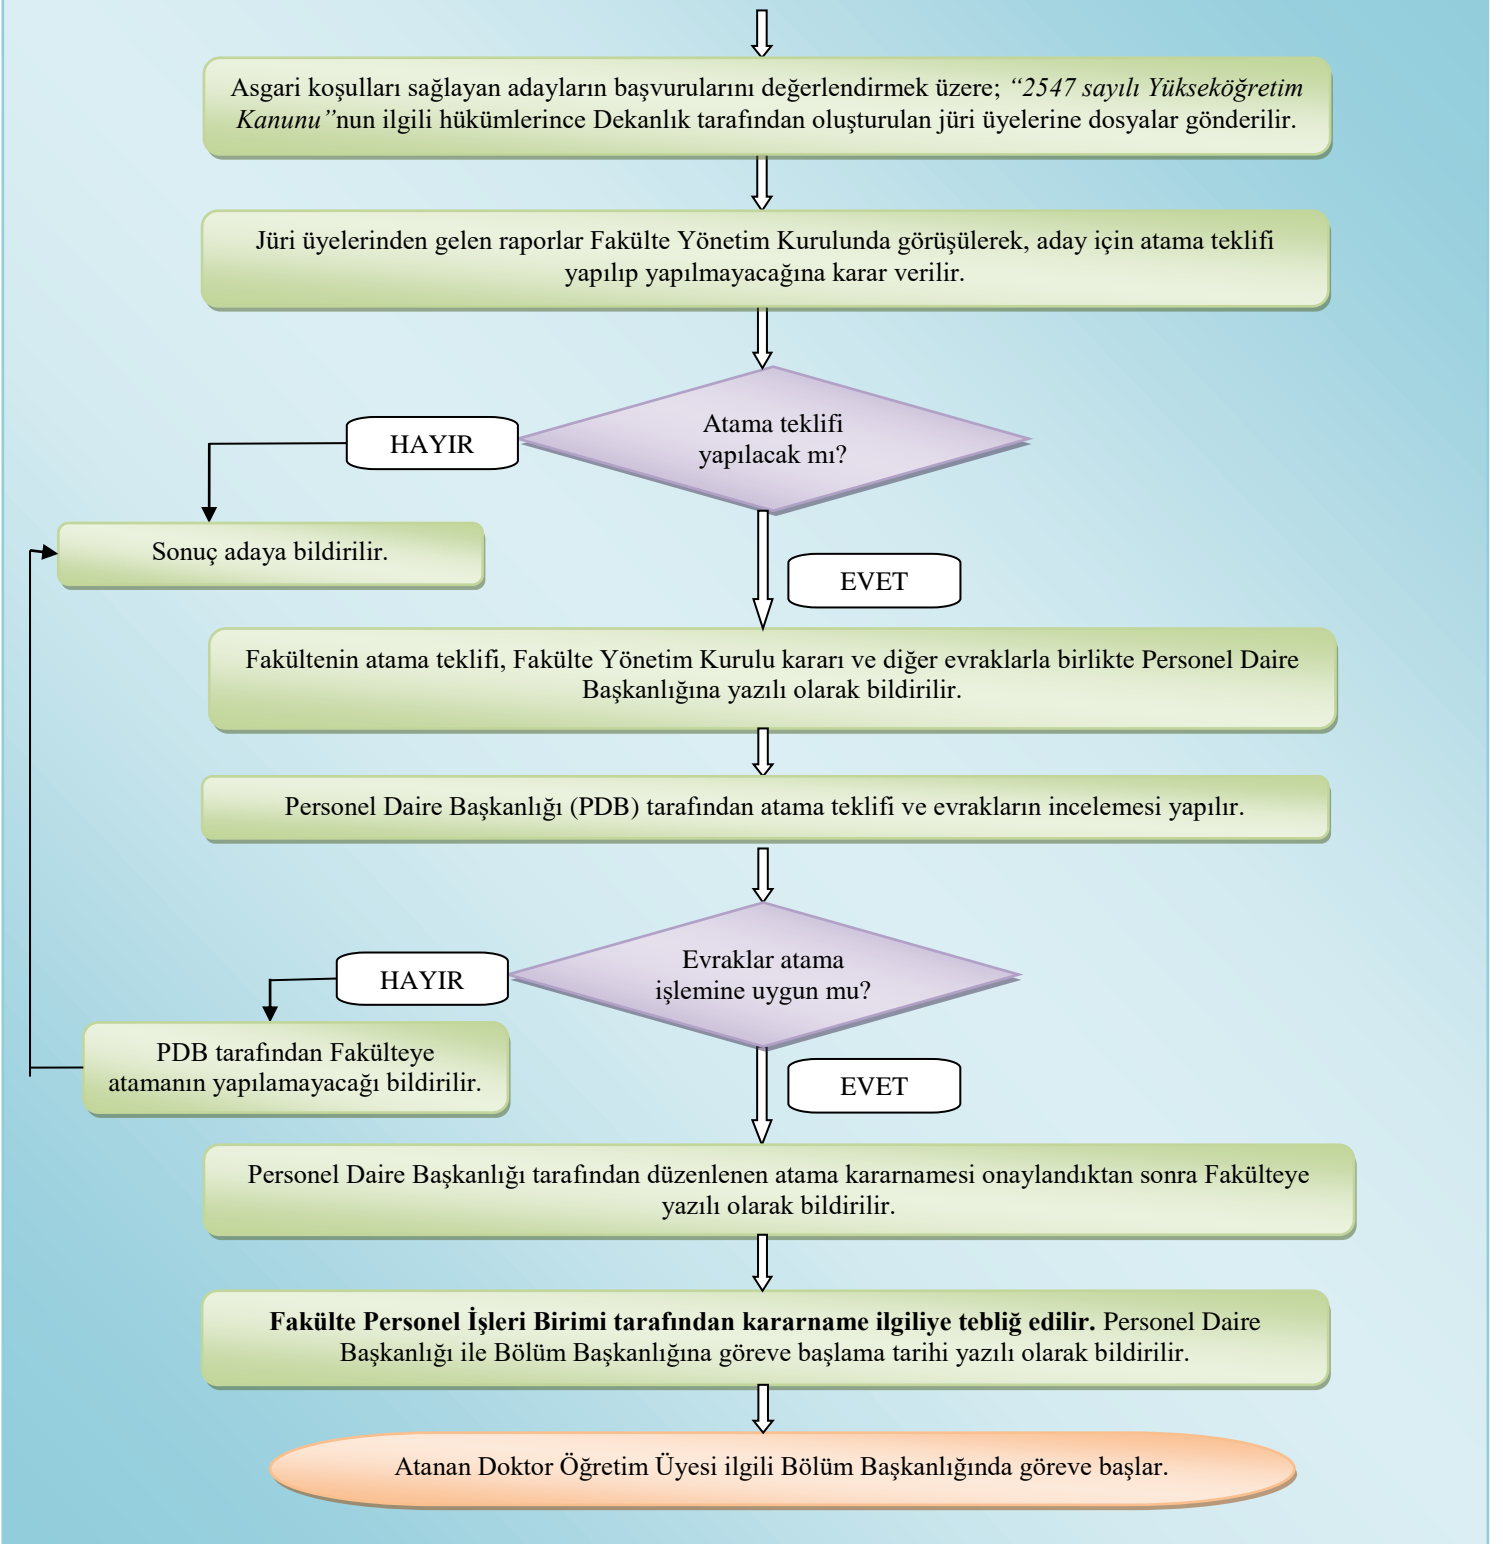 Asgari koşulları sağlayan adayların başvurularını değerlendirmek üzere; “2547 sayılı Yükseköğretim
Kanunu”nun ilgili hükümlerince Dekanlık tarafından oluşturulan jüri üyelerine dosyalar gönderilir.
Jüri üyelerinden gelen raporlar Fakülte Yönetim Kurulunda görüşülerek, aday için atama teklifi
yapılıp yapılmayacağına karar verilir.
Atama teklifi
yapılacak mı?
HAYIR
Sonuç adaya bildirilir.
EVET
Fakültenin atama teklifi, Fakülte Yönetim Kurulu kararı ve diğer evraklarla birlikte Personel Daire
Başkanlığına yazılı olarak bildirilir.
Personel Daire Başkanlığı (PDB) tarafından atama teklifi ve evrakların incelemesi yapılır.
Evraklar atama
işlemine uygun mu?
HAYIR
PDB tarafından Fakülteye
atamanın yapılamayacağı bildirilir.
EVET
Personel Daire Başkanlığı tarafından düzenlenen atama kararnamesi onaylandıktan sonra Fakülteye
yazılı olarak bildirilir.
Fakülte Personel İşleri Birimi tarafından kararname ilgiliye tebliğ edilir. Personel Daire
Başkanlığı ile Bölüm Başkanlığına göreve başlama tarihi yazılı olarak bildirilir.
Atanan Doktor Öğretim Üyesi ilgili Bölüm Başkanlığında göreve başlar.